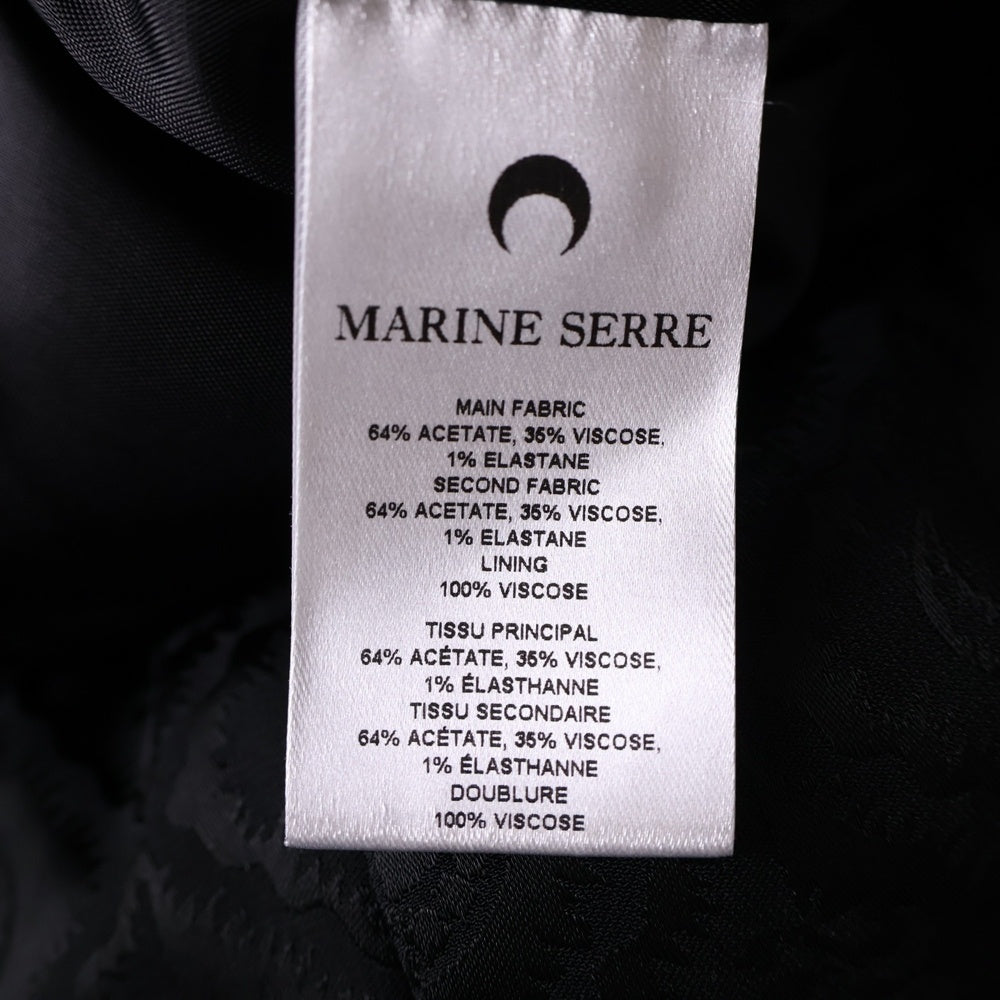 MARINE SERRE
MAIN FABRIC
64% ACETATE, 35% VISCOSE,
1% ELASTANE
SECOND FABRIC
64% ACETATE, 35% VISCOSE,
1% ELASTANE
LINING
100% VISCOSE
TISSU PRINCIPAL
64% ACÉTATE, 35% VISCOSE,
1% ÉLASTHANNE
TISSU SECONDAIRE
64% ACÉTATE, 35% VISCOSE,
1% ÉLASTHANNE
DOUBLURE
100% VISCOSE